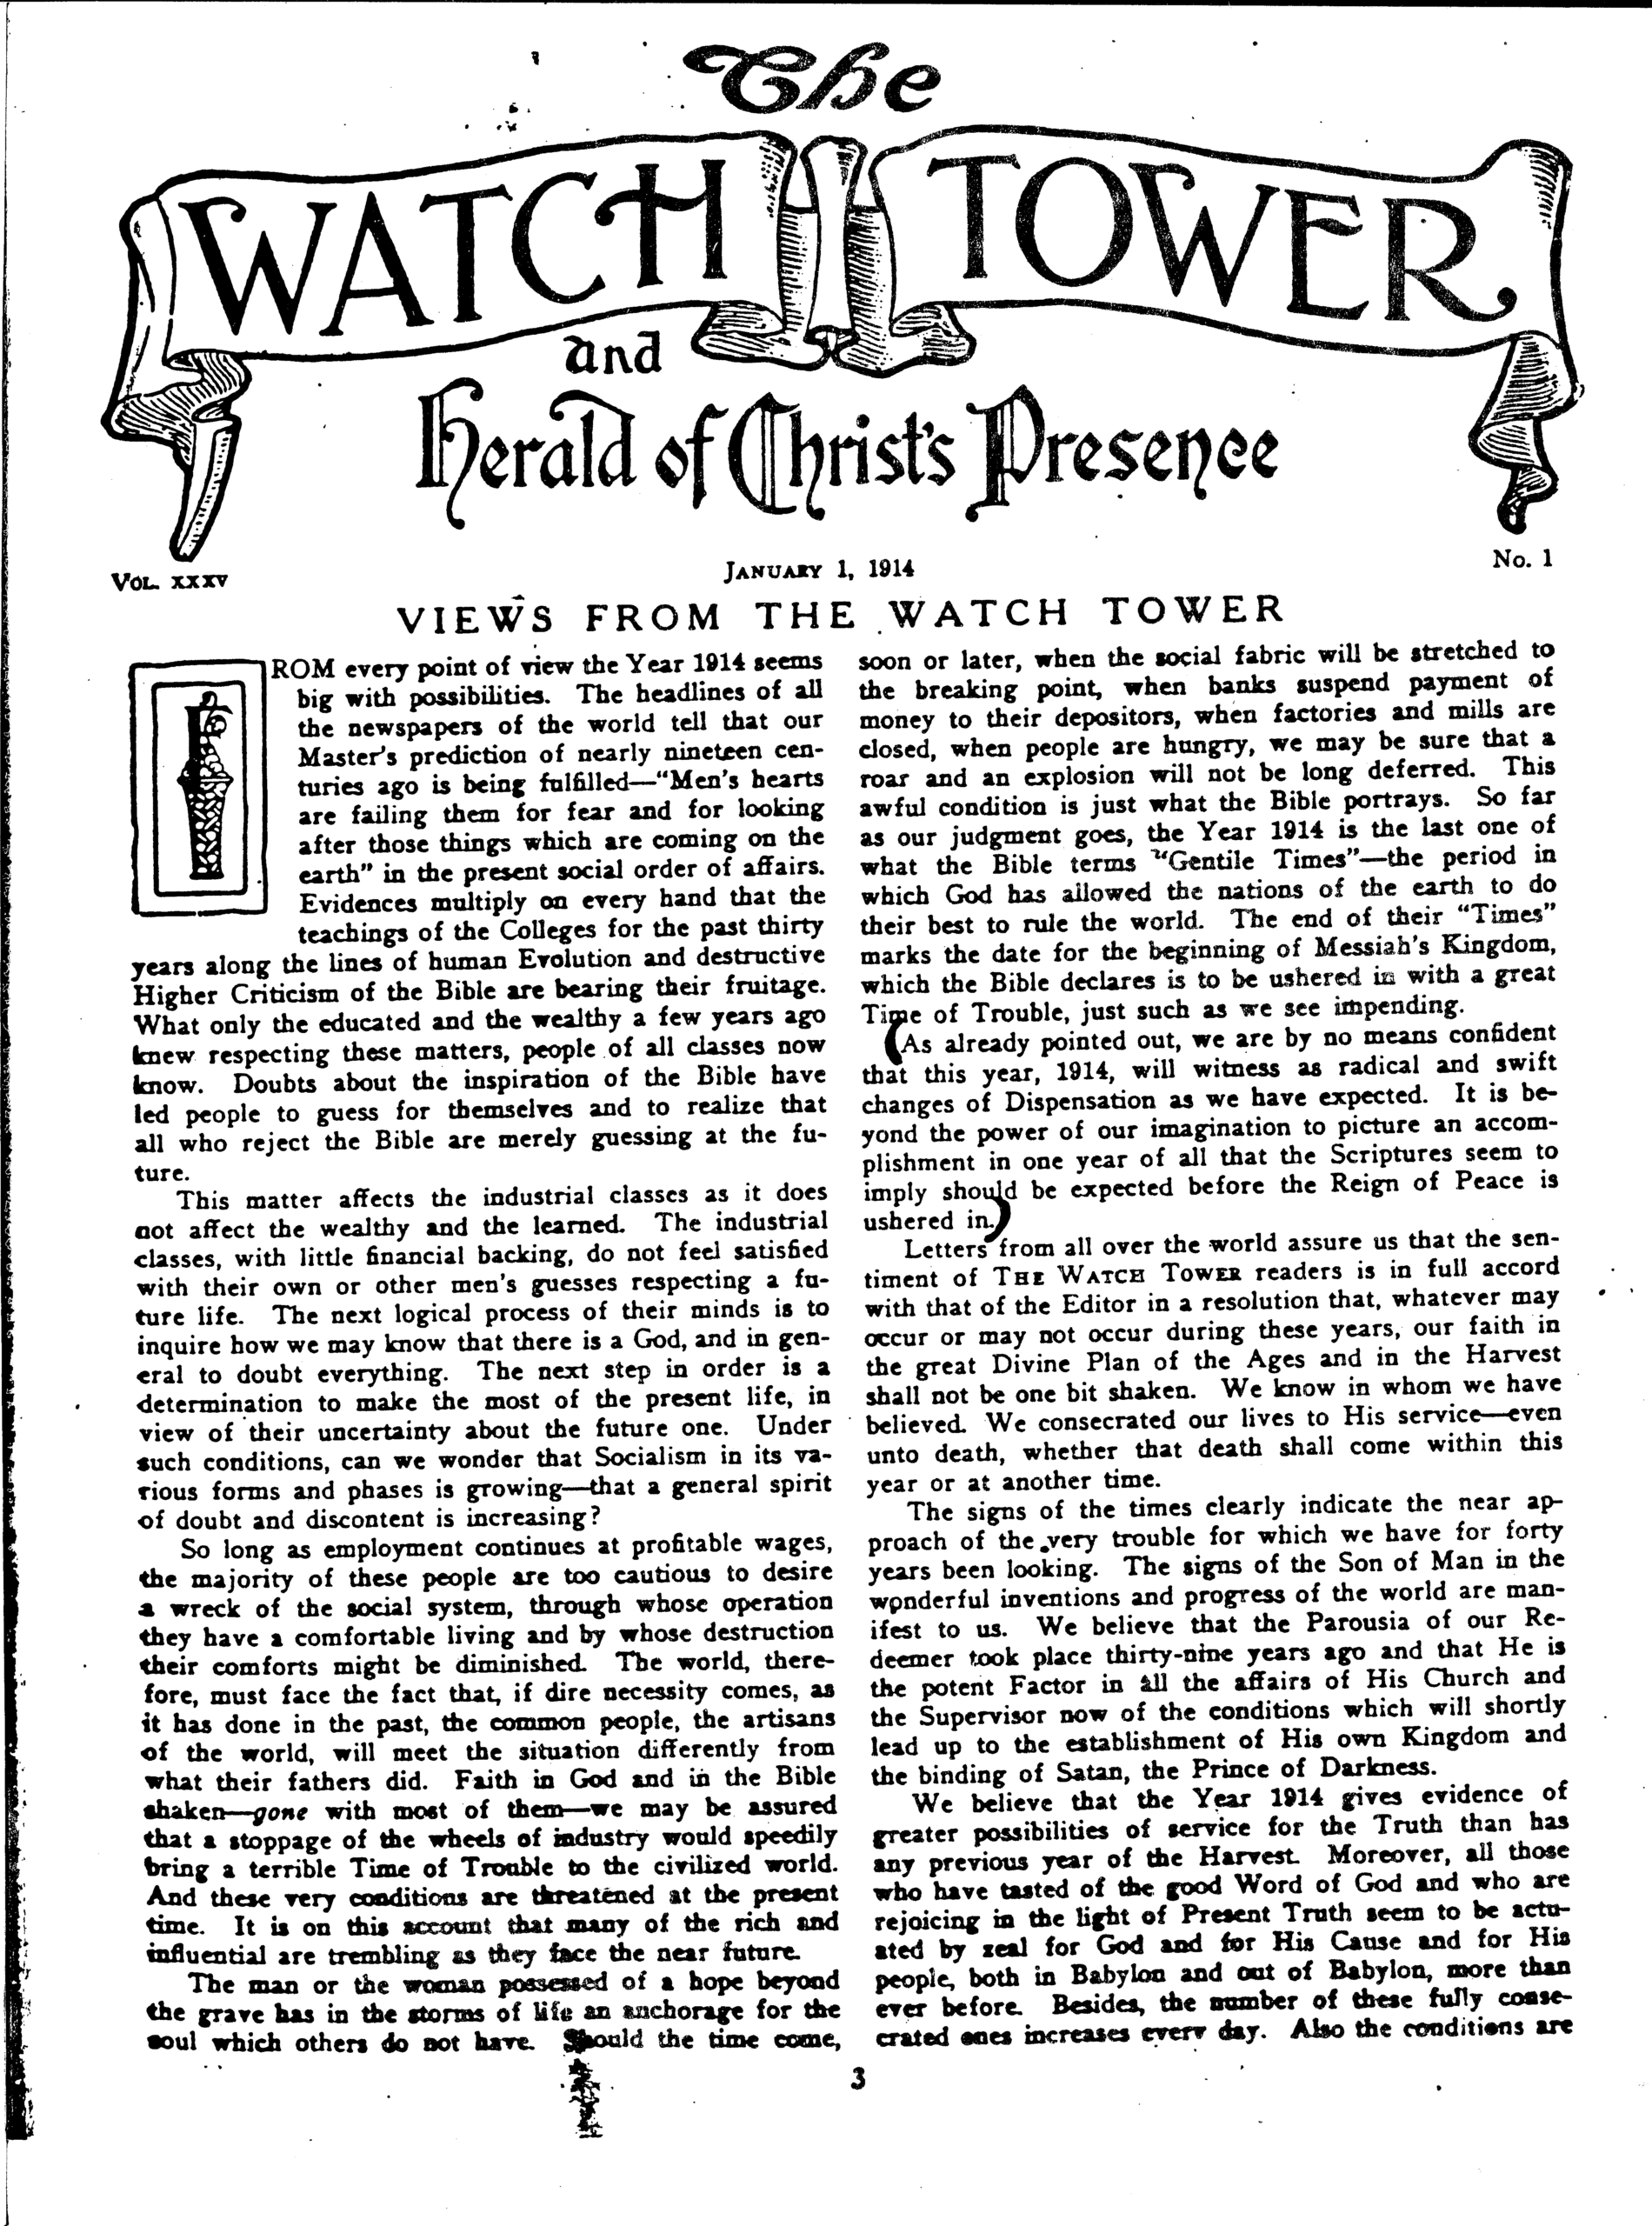 The
WATCH TOWER
and
Herald of Christ's Presence
VOL. XXXV
JANUARY 1, 1914
No. 1
VIEWS FROM THE WATCH TOWER
ROM every point of view the Year 1914 seems
big with possibilities. The headlines of all
the newspapers of the world tell that our
Master's prediction of nearly nineteen cen-
turies ago is being fulfilled—"Men's hearts
are failing them for fear and for looking
after those things which are coming on the
earth" in the present social order of affairs.
Evidences multiply on every hand that the
teachings of the Colleges for the past thirty
years along the lines of human Evolution and destructive
Higher Criticism of the Bible are bearing their fruitage.
What only the educated and the wealthy a few years ago
knew respecting these matters, people of all classes now
know. Doubts about the inspiration of the Bible have
led people to guess for themselves and to realize that
all who reject the Bible are merely guessing at the fu-
ture.
This matter affects the industrial classes as it does
not affect the wealthy and the learned. The industrial
classes, with little financial backing, do not feel satisfied
with their own or other men's guesses respecting a fu-
ture life. The next logical process of their minds is to
inquire how we may know that there is a God, and in gen-
eral to doubt everything. The next step in order is a
determination to make the most of the present life, in
view of their uncertainty about the future one. Under
such conditions, can we wonder that Socialism in its va-
rious forms and phases is growing—that a general spirit
of doubt and discontent is increasing?
So long as employment continues at profitable wages,
the majority of these people are too cautious to desire
a wreck of the social system, through whose operation
they have a comfortable living and by whose destruction
their comforts might be diminished. The world, there-
fore, must face the fact that, if dire necessity comes, as
it has done in the past, the common people, the artisans
of the world, will meet the situation differently from
what their fathers did. Faith in God and in the Bible
shaken—gone with most of them—we may be assured
that a stoppage of the wheels of industry would speedily
bring a terrible Time of Trouble to the civilized world.
And these very conditions are threatened at the present
time. It is on this account that many of the rich and
influential are trembling as they face the near future.
The man or the woman possessed of a hope beyond
the grave has in the storms of life an anchorage for the
soul which others do not have. Should the time come,
soon or later, when the social fabric will be stretched to
the breaking point, when banks suspend payment of
money to their depositors, when factories and mills are
closed, when people are hungry, we may be sure that a
roar and an explosion will not be long deferred. This
awful condition is just what the Bible portrays. So far
as our judgment goes, the Year 1914 is the last one of
what the Bible terms "Gentile Times"—the period in
which God has allowed the nations of the earth to do
their best to rule the world. The end of their "Times"
marks the date for the beginning of Messiah's Kingdom,
which the Bible declares is to be ushered in with a great
Time of Trouble, just such as we see impending.
(As already pointed out, we are by no means confident
that this year, 1914, will witness as radical and swift
changes of Dispensation as we have expected. It is be-
yond the power of our imagination to picture an accom-
plishment in one year of all that the Scriptures seem to
imply should be expected before the Reign of Peace is
ushered in.)
Letters from all over the world assure us that the sen-
timent of THE WATCH TOWER readers is in full accord
with that of the Editor in a resolution that, whatever may
occur or may not occur during these years, our faith in
the great Divine Plan of the Ages and in the Harvest
shall not be one bit shaken. We know in whom we have
believed. We consecrated our lives to His service—even
unto death, whether that death shall come within this
year or at another time.
The signs of the times clearly indicate the near ap-
proach of the very trouble for which we have for forty
years been looking. The signs of the Son of Man in the
wonderful inventions and progress of the world are man-
ifest to us. We believe that the Parousia of our Re-
deemer took place thirty-nine years ago and that He is
the potent Factor in all the affairs of His Church and
the Supervisor now of the conditions which will shortly
lead up to the establishment of His own Kingdom and
the binding of Satan, the Prince of Darkness.
We believe that the Year 1914 gives evidence of
greater possibilities of service for the Truth than has
any previous year of the Harvest. Moreover, all those
who have tasted of the good Word of God and who are
rejoicing in the light of Present Truth seem to be actu-
ated by zeal for God and for His Cause and for His
people, both in Babylon and out of Babylon, more than
ever before. Besides, the number of these fully conse-
crated ones increases every day. Also the conditions are
3